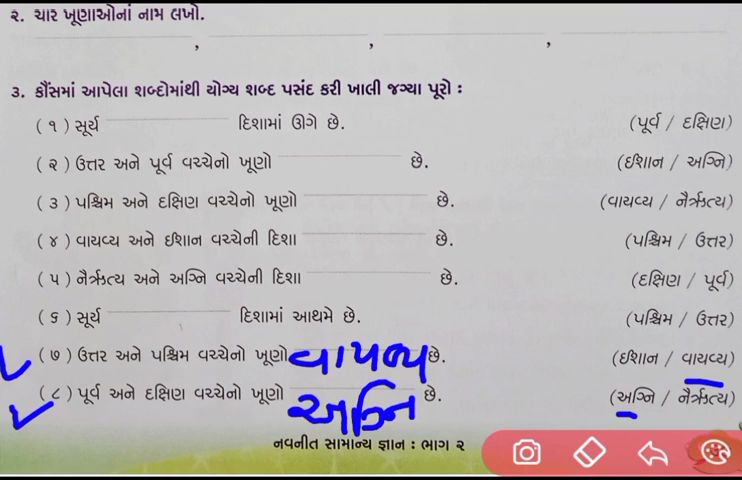 ૨. ચાર ખૂણાઓનાં નામ લખો.
, , ,
૩. કૌંસમાં આપેલા શબ્દોમાંથી યોગ્ય શબ્દ પસંદ કરી ખાલી જગ્યા પૂરો :
(૧) સૂર્ય દિશામાં ઊગે છે. (પૂર્વ / દક્ષિણ)
(૨) ઉત્તર અને પૂર્વ વચ્ચેનો ખૂણો છે. (ઈશાન / અગ્નિ)
(૩) પશ્ચિમ અને દક્ષિણ વચ્ચેનો ખૂણો છે. (વાયવ્ય / નૈર્ઋત્ય)
(૪) વાયવ્ય અને ઈશાન વચ્ચેની દિશા છે. (પશ્ચિમ / ઉત્તર)
(૫) નૈર્ઋત્ય અને અગ્નિ વચ્ચેની દિશા છે. (દક્ષિણ / પૂર્વ)
(૬) સૂર્ય દિશામાં આથમે છે. (પશ્ચિમ / ઉત્તર)
(૭) ઉત્તર અને પશ્ચિમ વચ્ચેનો ખૂણો વાયવ્ય છે. (ઈશાન / વાયવ્ય)
(૮) પૂર્વ અને દક્ષિણ વચ્ચેનો ખૂણો અગ્નિ છે. (અગ્નિ / નૈર્ઋત્ય)
નવનીત સામાન્ય જ્ઞાન : ભાગ ૨